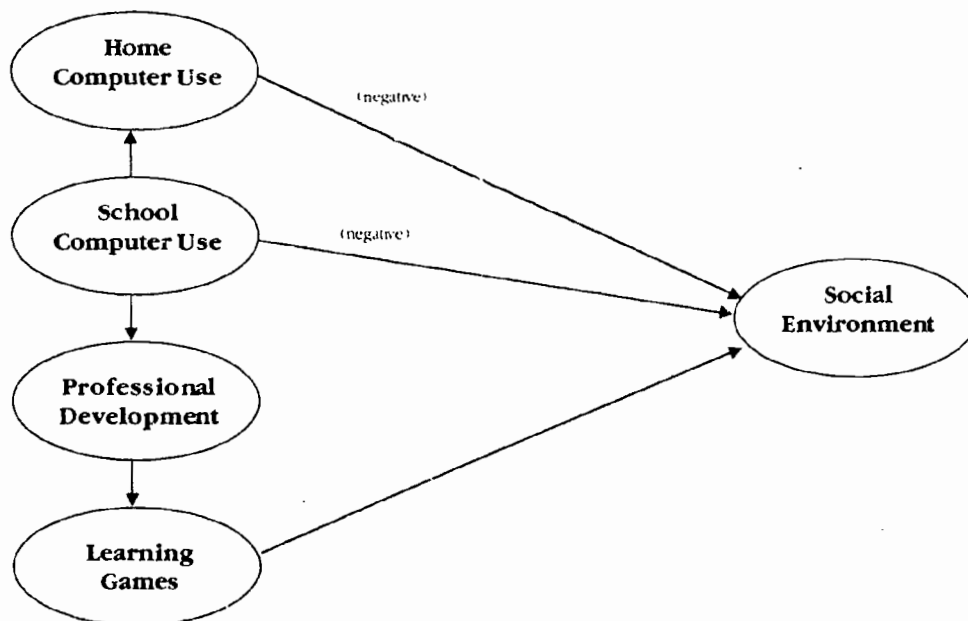 Home
Computer Use
(negative)
School
Computer Use
(negative)
Social
Environment
Professional
Development
Learning
Games